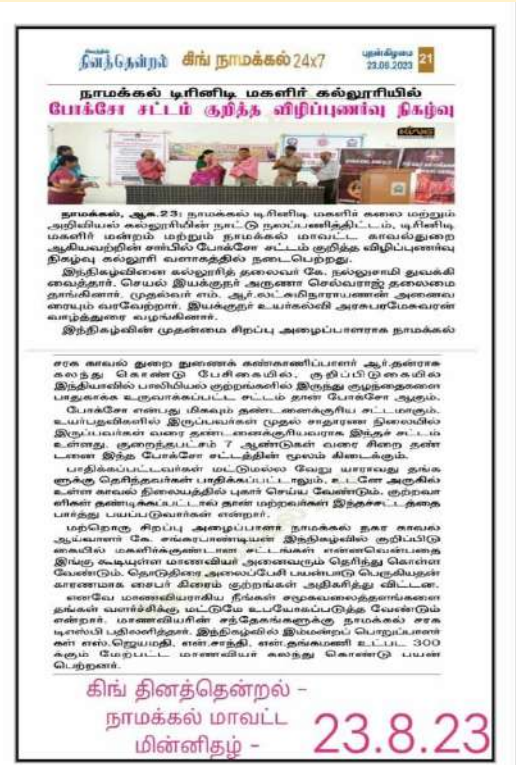 தினத்தென்றல் கிங் நாமக்கல் 24x7 புதன்கிழமை
23.08.2023 21
நாமக்கல் டிரினிடி மகளிர் கல்லூரியில்
போக்சோ சட்டம் குறித்த விழிப்புணர்வு நிகழ்வு
நாமக்கல், ஆக.23: நாமக்கல் டிரினிடி மகளிர் கலை மற்றும்
அறிவியல் கல்லூரியின் நாட்டு நலப்பணித்திட்டம், டிரினிடி
மகளிர் மன்றம் மற்றும் நாமக்கல் மாவட்ட காவல்துறை
ஆகியவற்றின் சார்பில் போக்சோ சட்டம் குறித்த விழிப்புணர்வு
நிகழ்வு கல்லூரி வளாகத்தில் நடைபெற்றது.
இந்நிகழ்வினை கல்லூரித் தலைவர் கே. நல்லுசாமி துவக்கி
வைத்தார். செயல் இயக்குநர் அருணா செல்வராஜ் தலைமை
தாங்கினார். முதல்வர் எம். ஆர்.லட்சுமிநாராயணன் அனைவ
ரையும் வரவேற்றார். இயக்குநர் உயர்கல்வி அரசுபரமேசுவரன்
வாழ்த்துரை வழங்கினார்.
இந்நிகழ்வின் முதன்மை சிறப்பு அழைப்பாளராக நாமக்கல்
சரக காவல் துறை துணைக் கண்காணிப்பாளர் ஆர்.தனராசு
கலந்து கொண்டு பேசிகையில், குறிப்பிடுகையில்
இந்தியாவில் பாலியியல் குற்றங்களில் இருந்து குழந்தைகளை
பாதுகாக்க உருவாக்கப்பட்ட சட்டம் தான் போக்சோ ஆகும்.
போக்சோ என்பது மிகவும் தண்டனைக்குரிய சட்டமாகும்.
உயர்பதவிகளில் இருப்பவர்கள் முதல் சாதாரண நிலையில்
இருப்பவர்கள் வரை தண்டனைக்குரியவராக இந்தச் சட்டம்
உள்ளது. குறைந்தபட்சம் 7 ஆண்டுகள் வரை சிறை தண்
டனை இந்த போக்சோ சட்டத்தின் மூலம் கிடைக்கும்.
பாதிக்கப்பட்டவர்கள் மட்டுமல்ல வேறு யாராவது தங்க
ளுக்கு தெரிந்தவர்கள் பாதிக்கப்பட்டாலும், உடனே அருகில்
உள்ள காவல் நிலையத்தில் புகார் செய்ய வேண்டும். குற்றவா
ளிகள் தண்டிக்கப்பட்டால் தான் மற்றவர்கள் இந்தச்சட்டத்தை
பார்த்து பயப்படுவார்கள் என்றார்.
மற்றொரு சிறப்பு அழைப்பாளர் நாமக்கல் நகர காவல்
ஆய்வாளர் கே. சங்கரபாண்டியன் இந்நிகழ்வில் குறிப்பிடு
கையில் மகளிர்க்குண்டான சட்டங்கள் என்னவென்பதை
இங்கு கூடியுள்ள மாணவியர் அனைவரும் தெரிந்து கொள்ள
வேண்டும். தொடுதிரை அலைப்பேசி பயன்பாடு பெருகியதன்
காரணமாக சைபர் கிரைம் குற்றங்கள் அதிகரித்து விட்டன.
எனவே மாணவியராகிய நீங்கள் சமூகவலைத்தளங்களை
தங்கள் வளர்ச்சிக்கு மட்டுமே உபயோகப்படுத்த வேண்டும்
என்றார். மாணவியரின் சந்தேகங்களுக்கு நாமக்கல் சரக
டிஎஸ்பி பதிலளித்தார். இந்நிகழ்வில் இம்மன்றப் பொறுப்பாளர்
கள் எஸ்.ஜெயமதி, என்.சாந்தி, என்.தங்கமணி உட்பட 300
க்கும் மேற்பட்ட மாணவியர் கலந்து கொண்டு பயன்
பெற்றனர்.
கிங் தினத்தென்றல் –
நாமக்கல் மாவட்ட
மின்னிதழ் – 23.8.23